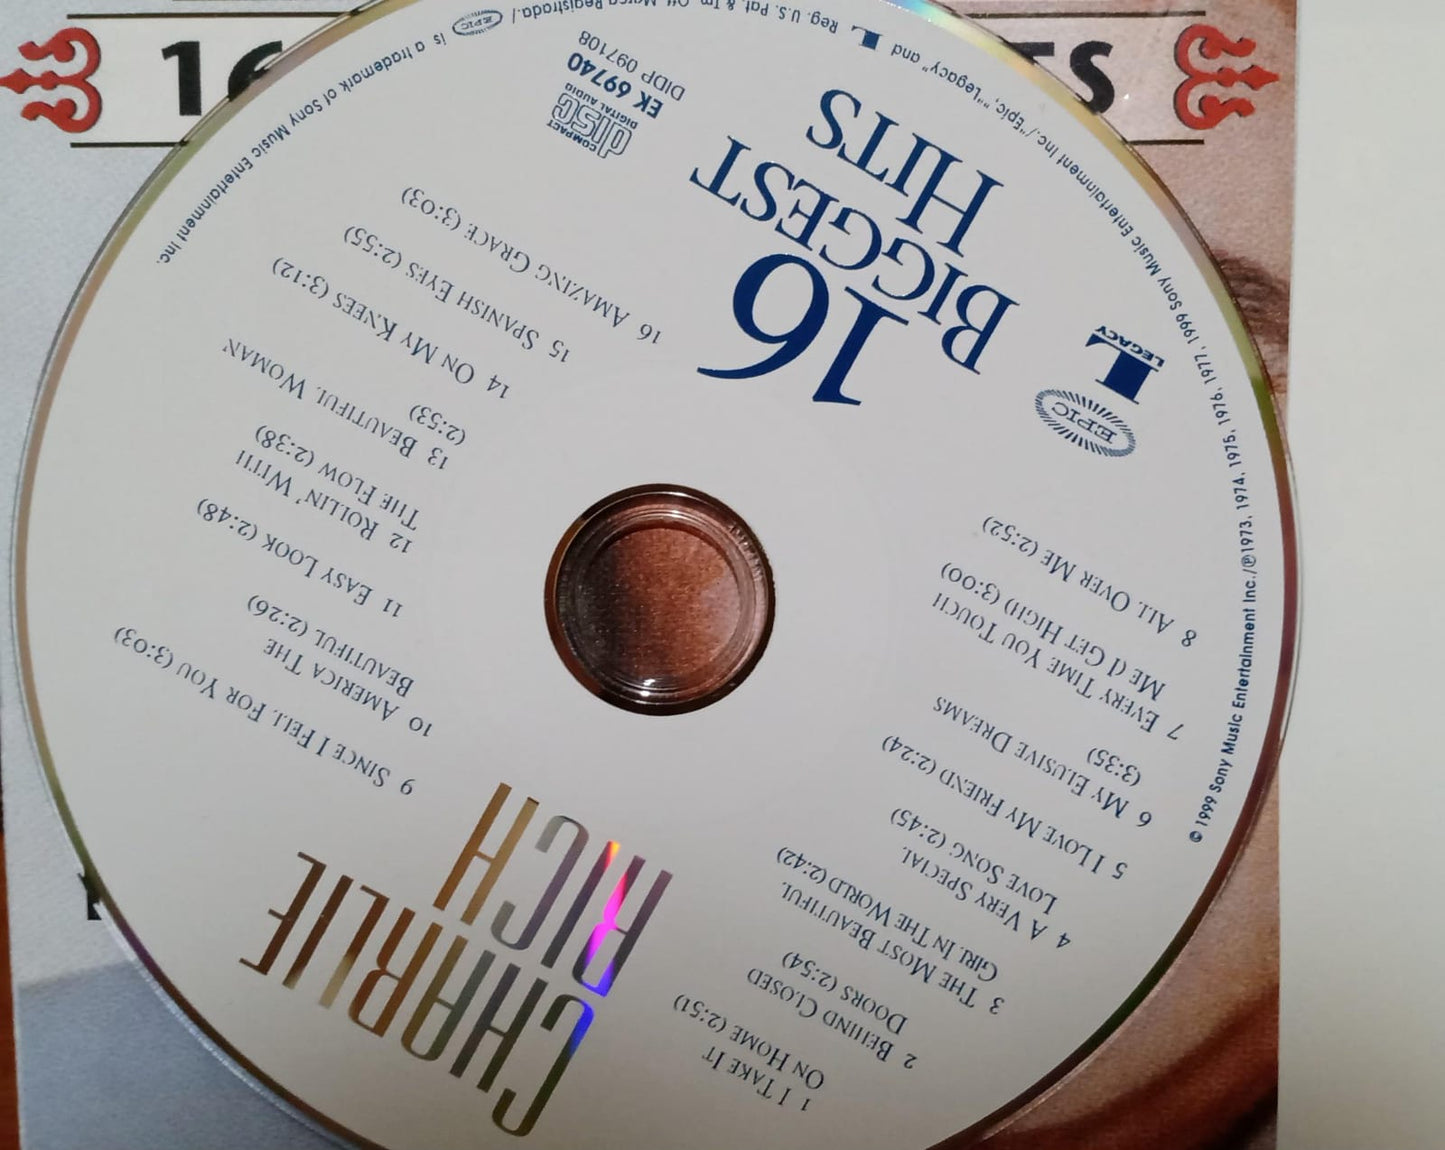 16
CHARLIE
RICH
1 I TAKE IT
ON HOME (2:51)
2 BEHIND CLOSED
DOORS (2:54)
3 THE MOST BEAUTIFUL
GIRL IN THE WORLD (2:42)
4 A VERY SPECIAL
LOVE SONG (2:45)
5 I LOVE MY FRIEND (2:24)
6 MY ELUSIVE DREAMS
(3:35)
7 EVERY TIME YOU TOUCH
ME (I GET HIGH) (3:00)
8 ALL OVER ME (2:52)
9 SINCE I FELL FOR YOU (3:03)
10 AMERICA THE
BEAUTIFUL (2:26)
11 EASY LOOK (2:48)
12 ROLLIN' WITH
THE FLOW (2:38)
13 BEAUTIFUL WOMAN
(2:53)
14 ON MY KNEES (3:12)
15 SPANISH EYES (2:55)
16 AMAZING GRACE (3:03)
EPIC
L
LEGACY
16
BIGGEST
HITS
COMPACT
disc
DIGITAL AUDIO
EK 69740
DIDP 097108
© 1999 Sony Music Entertainment Inc./℗1973, 1974, 1975, 1976, 1977, 1999 Sony Music Entertainment Inc./"Epic," "Legacy" and L Reg. U.S. Pat. & Tm. Off. Marca Registrada./ EPIC is a trademark of Sony Music Entertainment Inc.